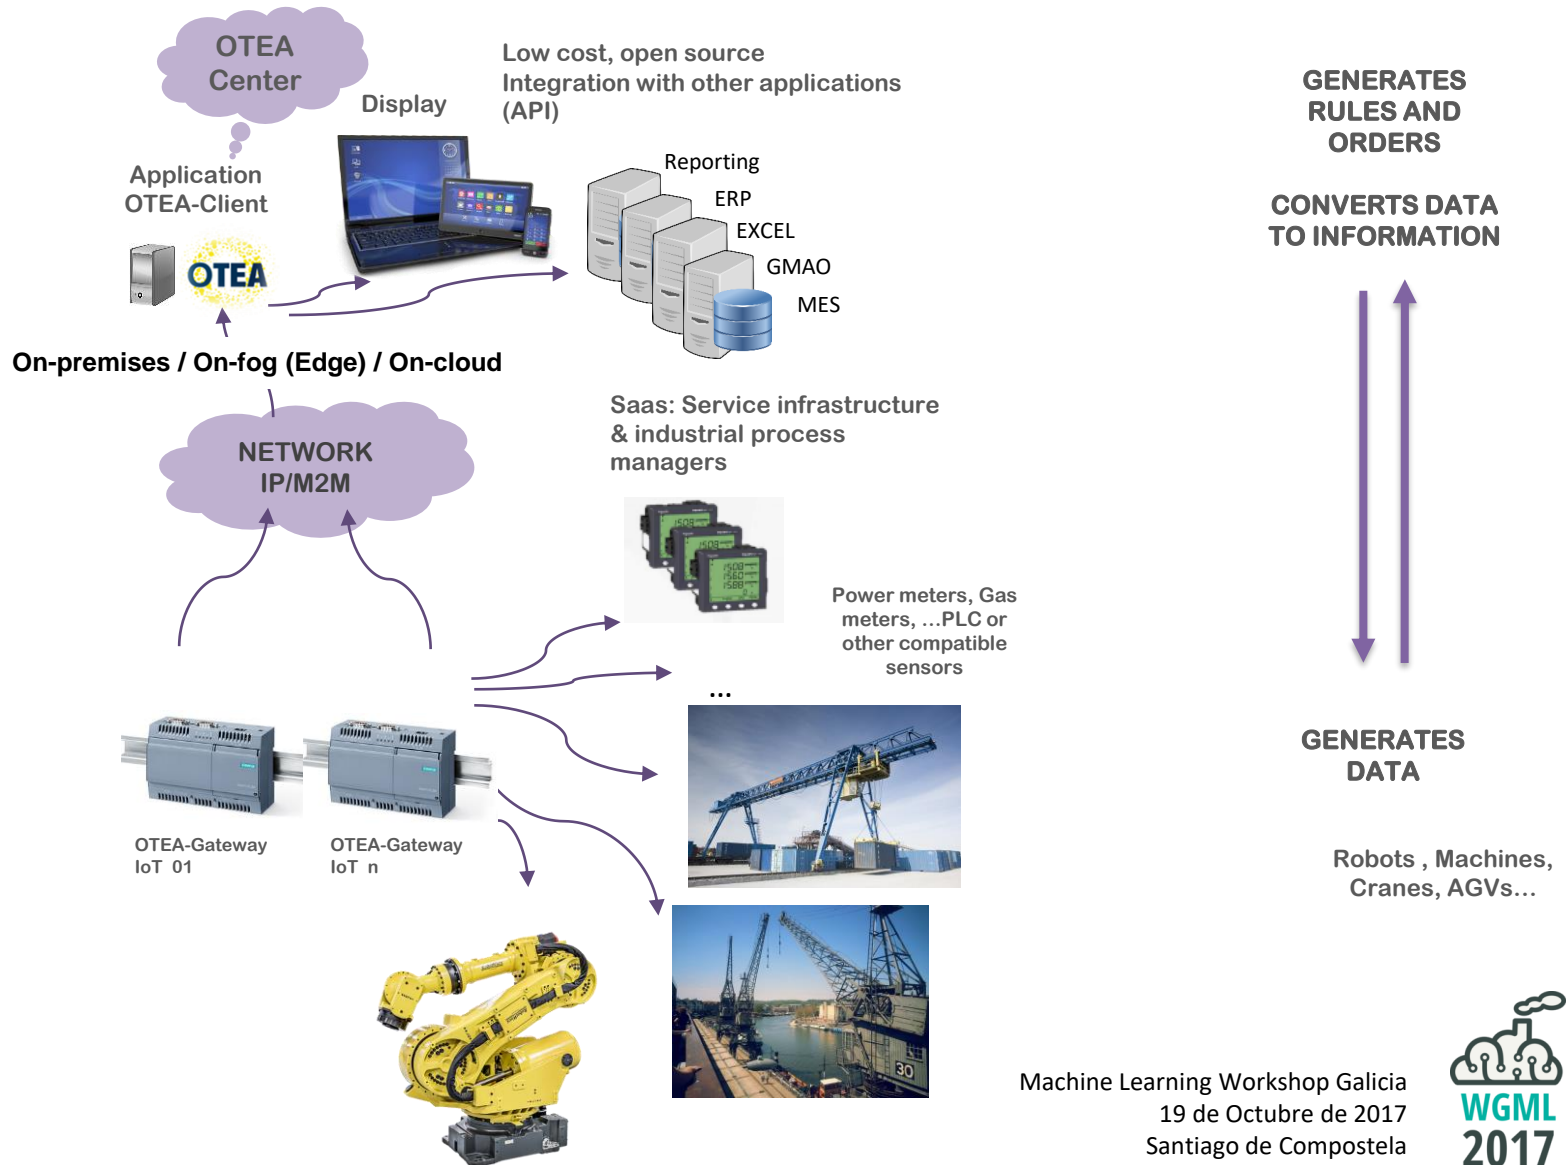 OTEA
Center
Low cost, open source
Integration with other applications
(API)
Display
Application
OTEA-Client
OTEA
Reporting
ERP
EXCEL
GMAO
MES
On-premises / On-fog (Edge) / On-cloud
NETWORK
IP/M2M
Saas: Service infrastructure
& industrial process
managers
Power meters, Gas
meters, ...PLC or
other compatible
sensors
...
OTEA-Gateway
IoT 01
OTEA-Gateway
IoT n
30
GENERATES
RULES AND
ORDERS
CONVERTS DATA
TO INFORMATION
GENERATES
DATA
Robots , Machines,
Cranes, AGVs...
Machine Learning Workshop Galicia
19 de Octubre de 2017
Santiago de Compostela
WGML
2017